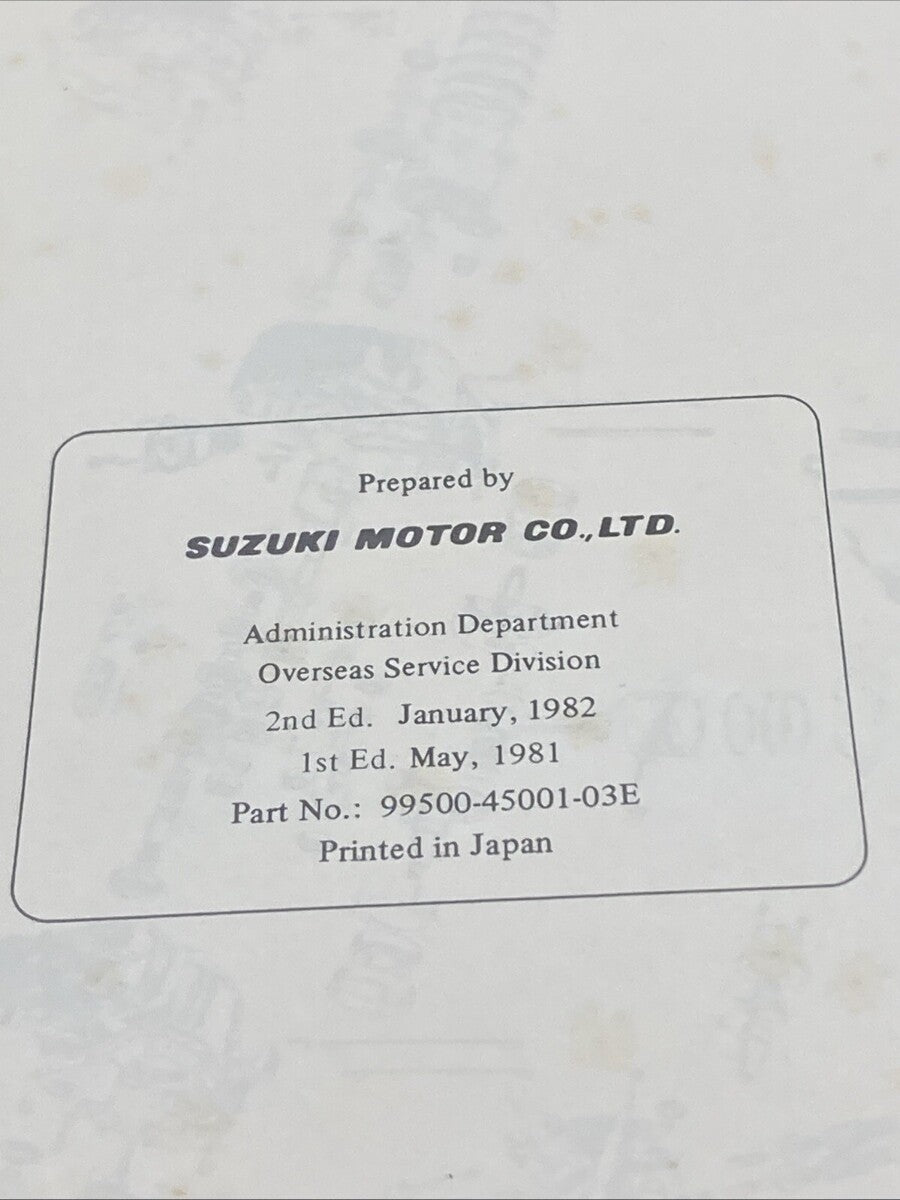 Prepared by
SUZUKI MOTOR CO.,LTD.
Administration Department
Overseas Service Division
2nd Ed. January, 1982
1st Ed. May, 1981
Part No.: 99500-45001-03E
Printed in Japan